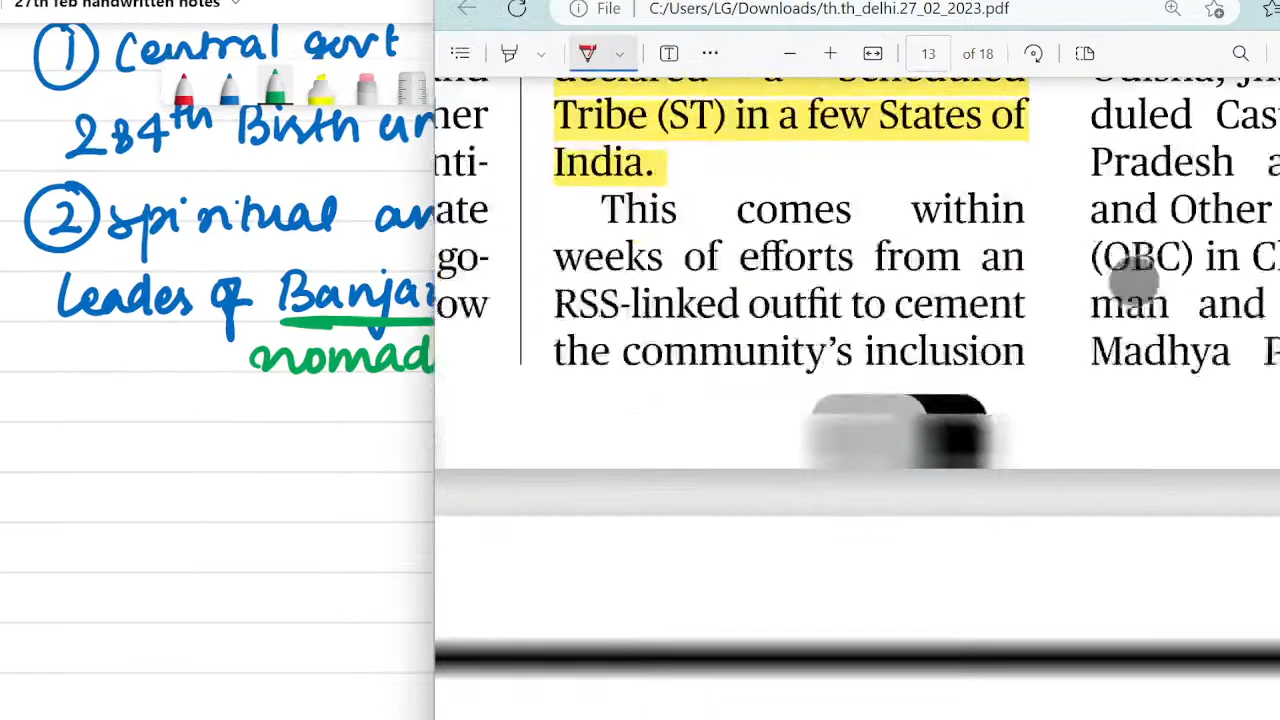 27th feb handwritten notes
① Central govt
284th Birth an
② spiritual an
leades of Banja
nomad
File C:/Users/LG/Downloads/th.th_delhi.27_02_2023.pdf
13 of 18
her
nti-
ate
go-
ow
Tribe (ST) in a few States of
India.
This comes within
weeks of efforts from an
RSS-linked outfit to cement
the community's inclusion
duled Cas
Pradesh a
and Other
(OBC) in C
man and
Madhya P